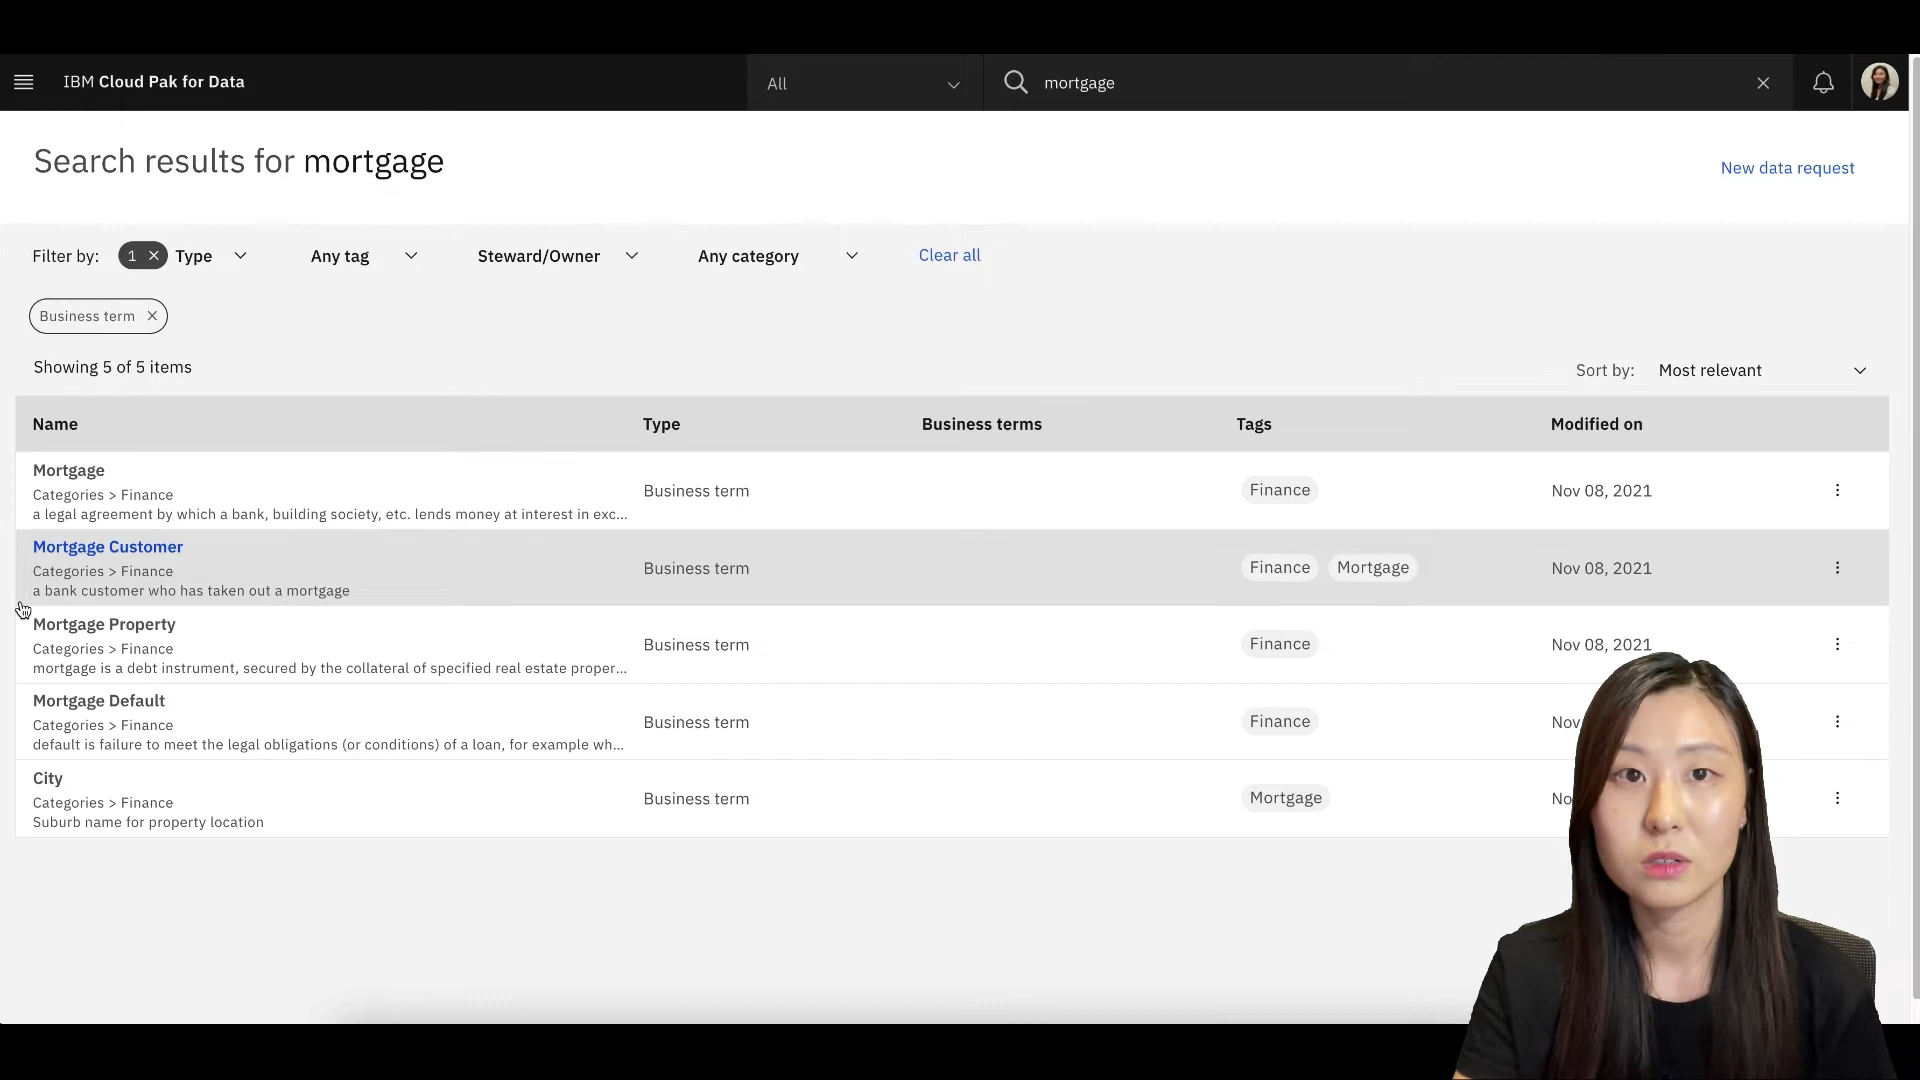 IBM Cloud Pak for Data
All
mortgage
Search results for mortgage
New data request
Filter by: 1 Type Any tag Steward/Owner Any category Clear all
Business term
Showing 5 of 5 items
Sort by: Most relevant
Name Type Business terms Tags Modified on
Mortgage
Categories > Finance
a legal agreement by which a bank, building society, etc. lends money at interest in exc...
Business term Finance Nov 08, 2021
Mortgage Customer
Categories > Finance
a bank customer who has taken out a mortgage
Business term Finance Mortgage Nov 08, 2021
Mortgage Property
Categories > Finance
mortgage is a debt instrument, secured by the collateral of specified real estate proper...
Business term Finance Nov 08, 2021
Mortgage Default
Categories > Finance
default is failure to meet the legal obligations (or conditions) of a loan, for example wh...
Business term Finance Nov
City
Categories > Finance
Suburb name for property location
Business term Mortgage No